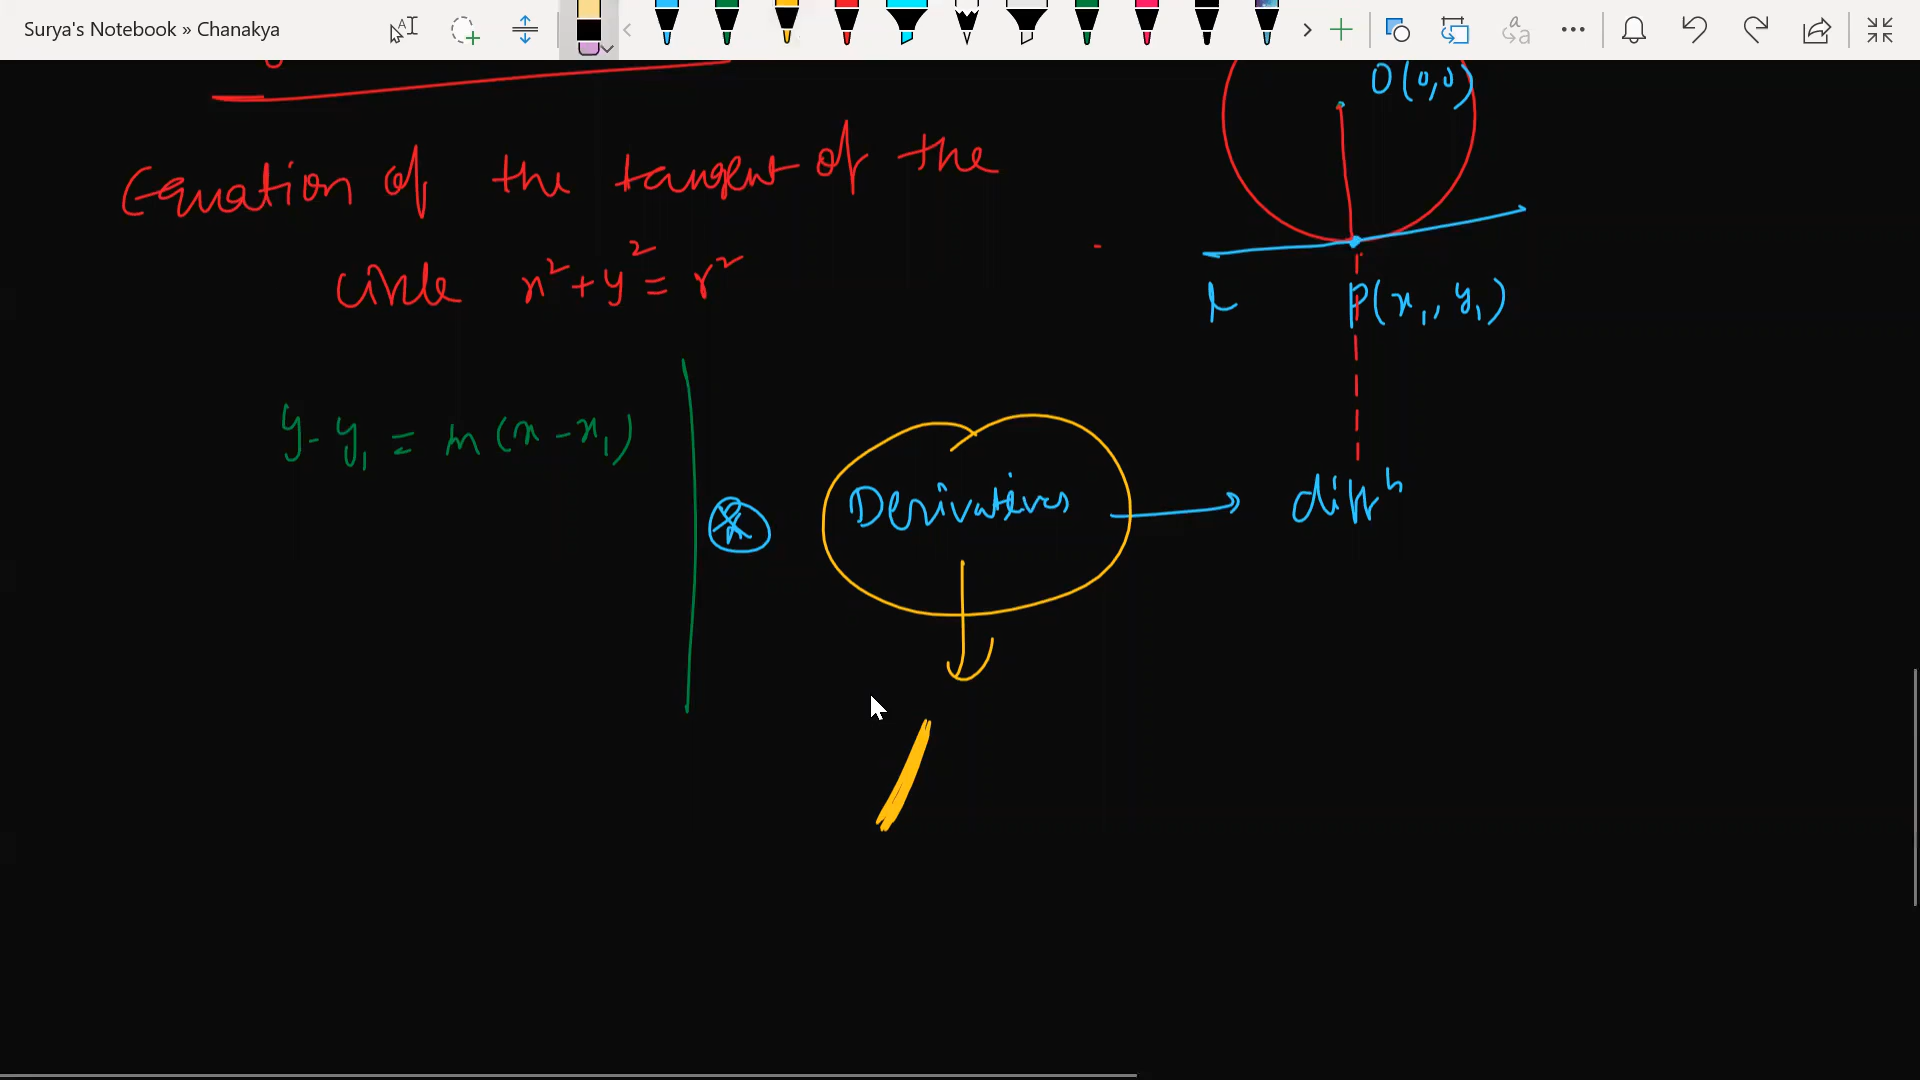 Surya's Notebook » Chanakya
O(0,0)
Equation of the tangent of the
circle x²+y²=r²
L P(x₁, y₁)
y-y₁ = m(x-x₁)
Derivatives → diffⁿ